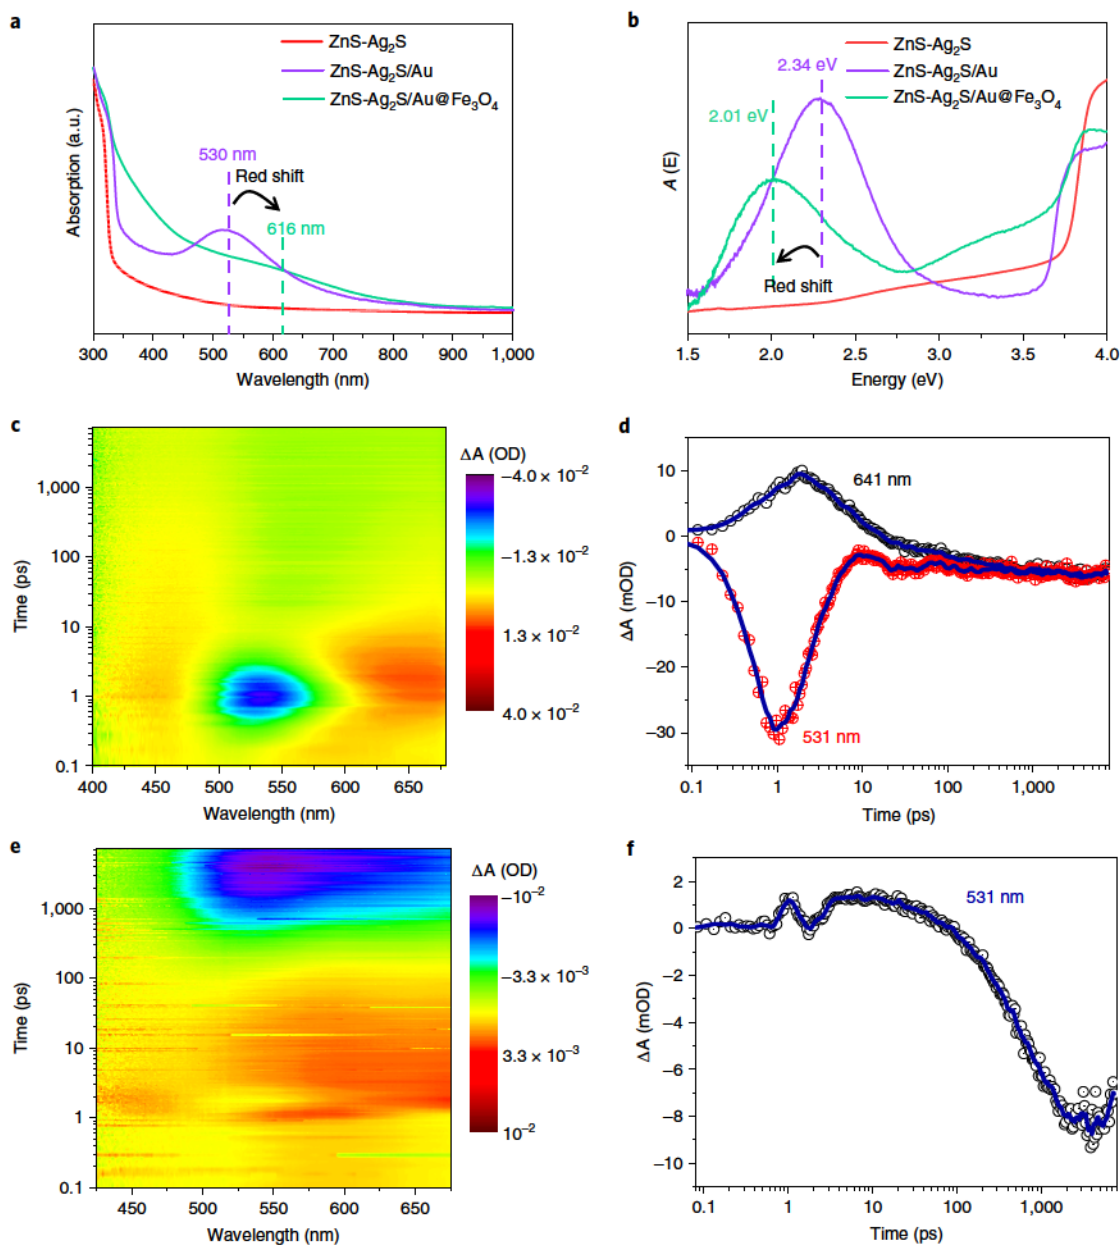 a
ZnS-Ag₂S
ZnS-Ag₂S/Au
ZnS-Ag₂S/Au@Fe₃O₄
530 nm
Red shift
616 nm
Absorption (a.u.)
300 400 500 600 700 800 900 1,000
Wavelength (nm)
b
ZnS-Ag₂S
ZnS-Ag₂S/Au
ZnS-Ag₂S/Au@Fe₃O₄
2.34 eV
2.01 eV
Red shift
A (E)
1.5 2.0 2.5 3.0 3.5 4.0
Energy (eV)
c
ΔA (OD)
−4.0 × 10⁻²
−1.3 × 10⁻²
1.3 × 10⁻²
4.0 × 10⁻²
1,000
100
10
1
0.1
Time (ps)
400 450 500 550 600 650
Wavelength (nm)
d
641 nm
531 nm
10
0
−10
−20
−30
ΔA (mOD)
0.1 1 10 100 1,000
Time (ps)
e
ΔA (OD)
−10⁻²
−3.3 × 10⁻³
3.3 × 10⁻³
10⁻²
1,000
100
10
1
0.1
Time (ps)
450 500 550 600 650
Wavelength (nm)
f
531 nm
2
0
−2
−4
−6
−8
−10
ΔA (mOD)
0.1 1 10 100 1,000
Time (ps)